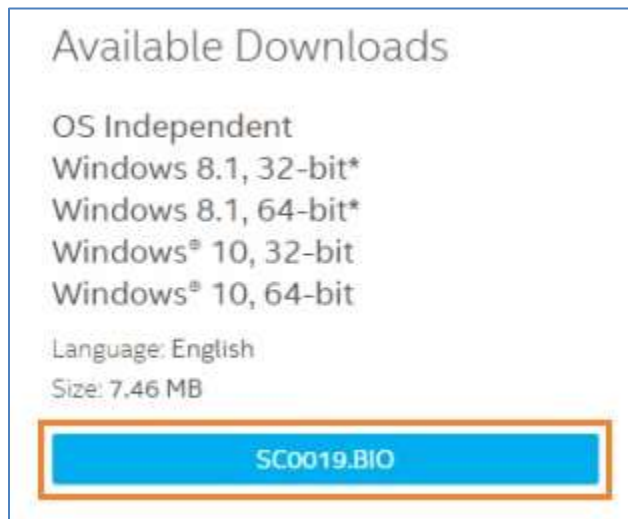 Available Downloads
OS Independent
Windows 8.1, 32-bit*
Windows 8.1, 64-bit*
Windows® 10, 32-bit
Windows® 10, 64-bit
Language: English
Size: 7.46 MB
SC0019.BIO